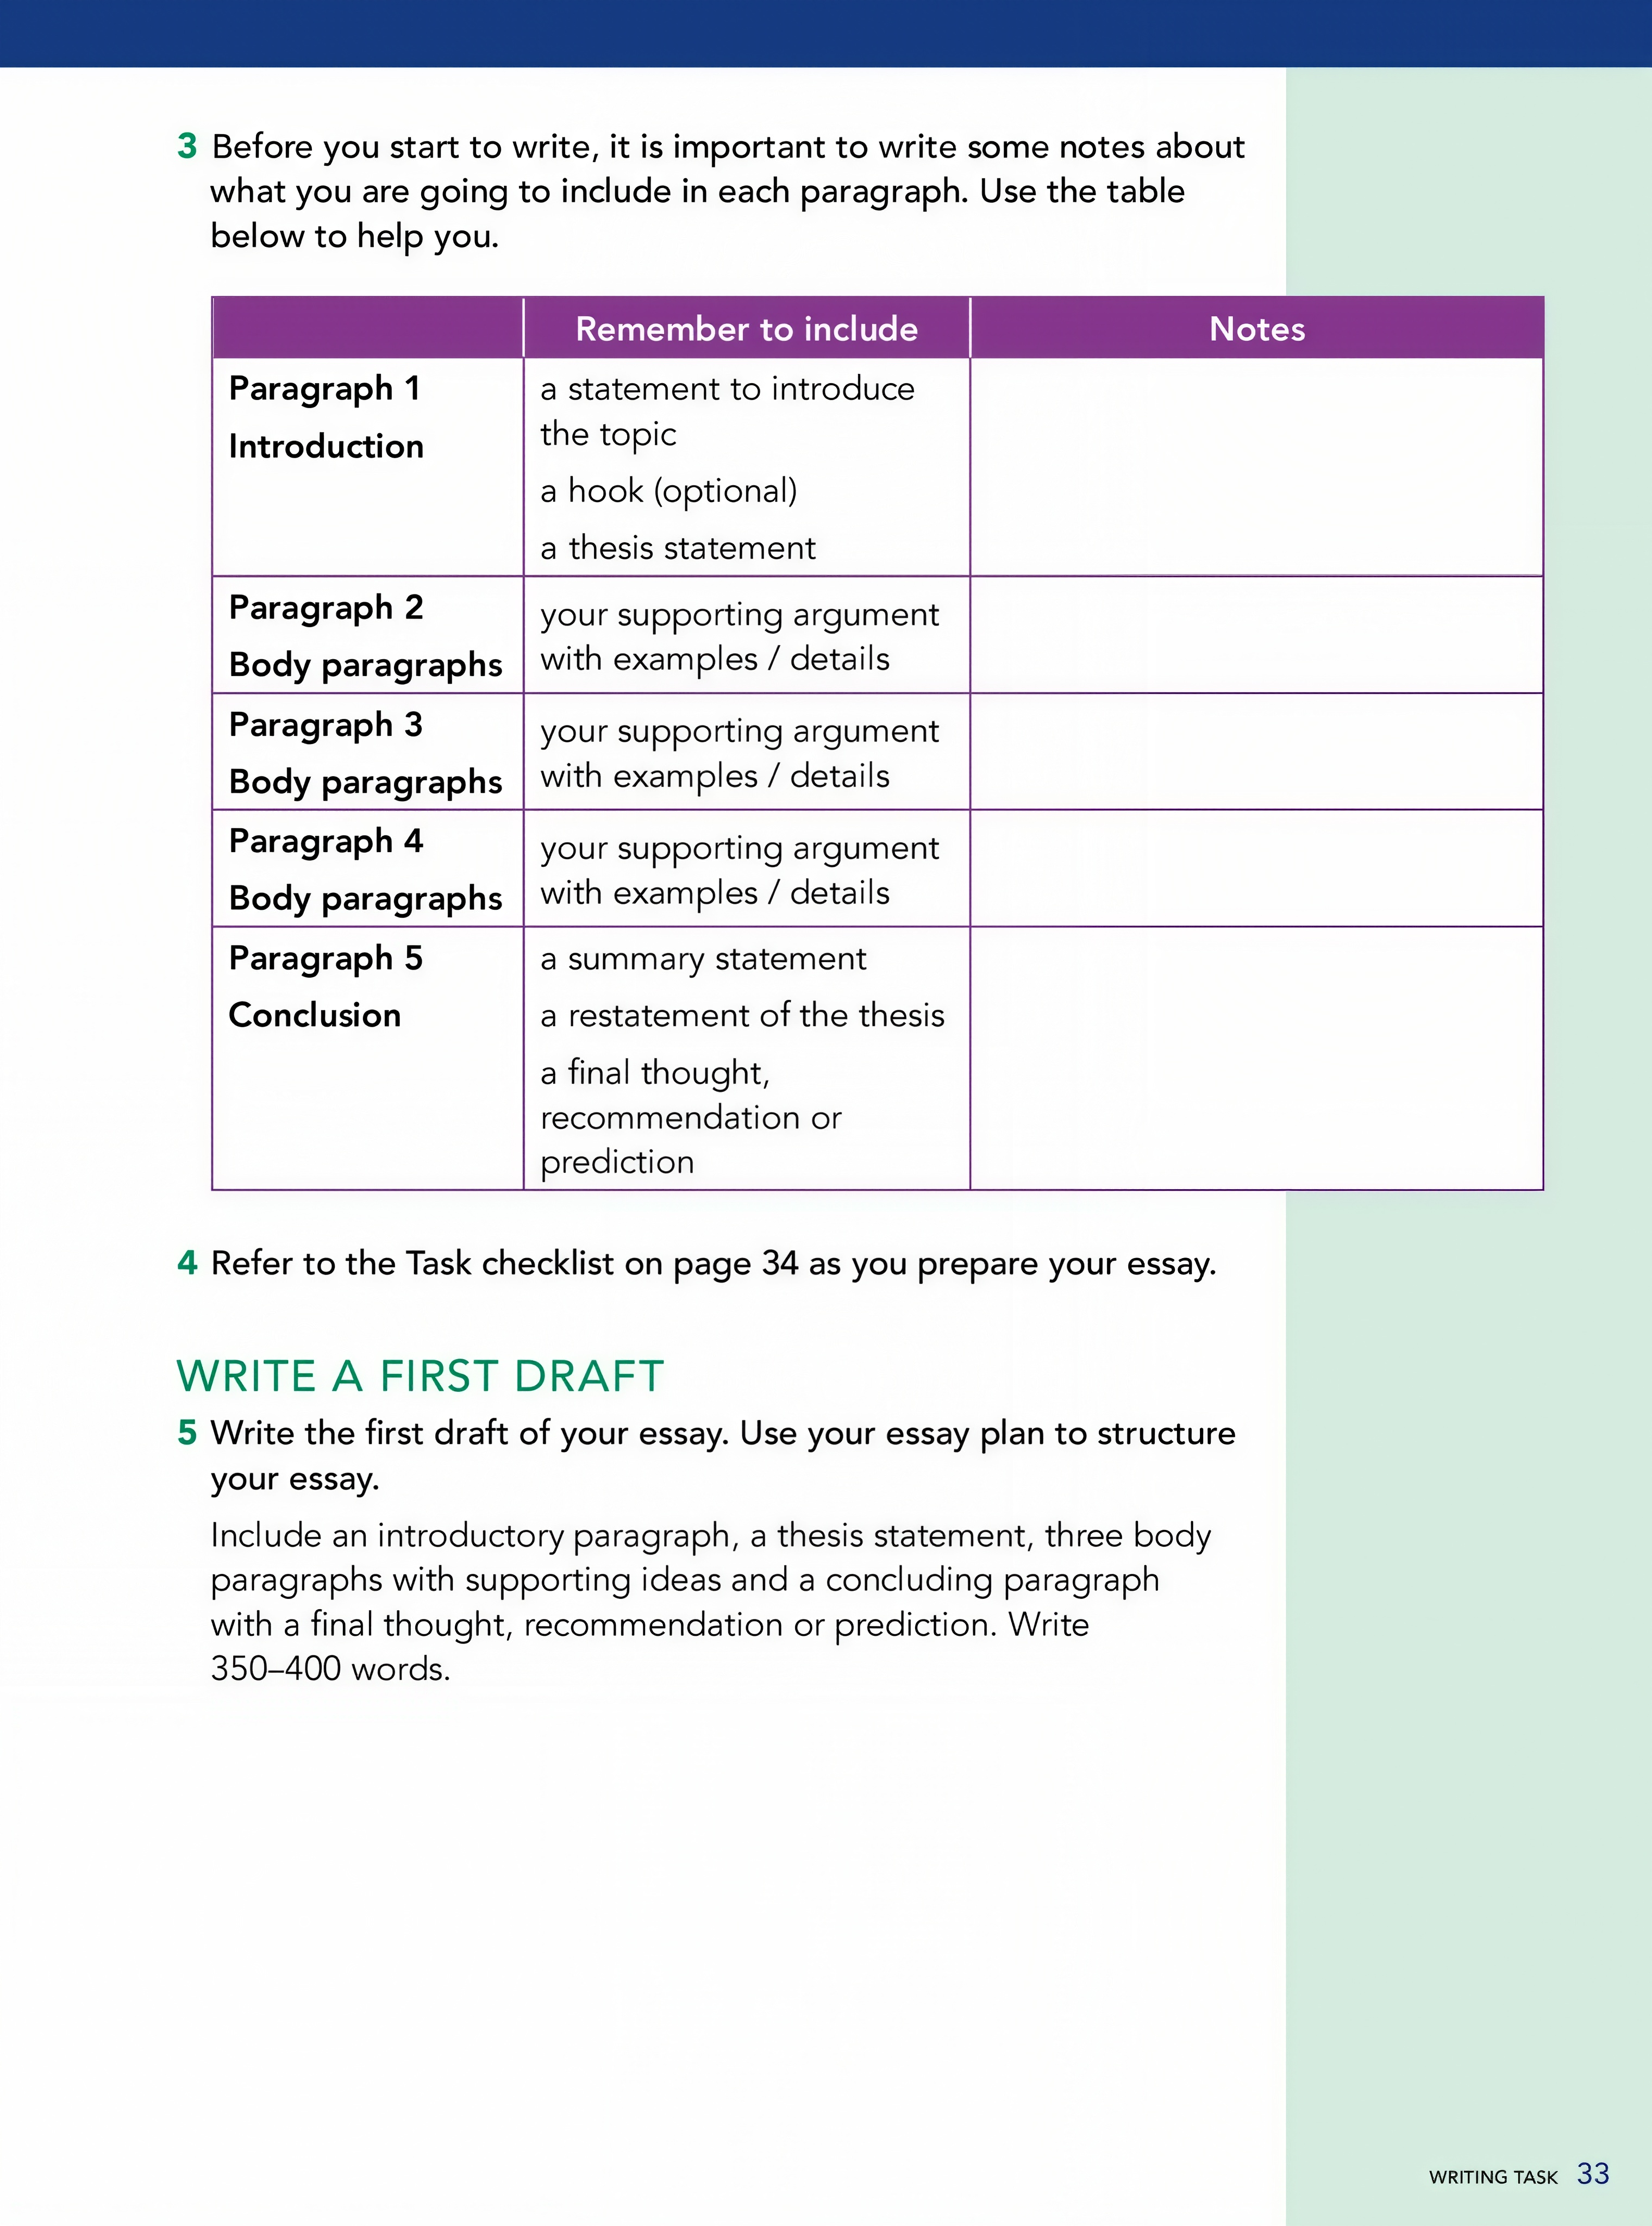 3 Before you start to write, it is important to write some notes about
what you are going to include in each paragraph. Use the table
below to help you.
Remember to include
Notes
Paragraph 1
Introduction
a statement to introduce
the topic
a hook (optional)
a thesis statement
Paragraph 2
Body paragraphs
your supporting argument
with examples / details
Paragraph 3
Body paragraphs
your supporting argument
with examples / details
Paragraph 4
Body paragraphs
your supporting argument
with examples / details
Paragraph 5
Conclusion
a summary statement
a restatement of the thesis
a final thought,
recommendation or
prediction
4 Refer to the Task checklist on page 34 as you prepare your essay.
WRITE A FIRST DRAFT
5 Write the first draft of your essay. Use your essay plan to structure
your essay.
Include an introductory paragraph, a thesis statement, three body
paragraphs with supporting ideas and a concluding paragraph
with a final thought, recommendation or prediction. Write
350–400 words.
WRITING TASK 33